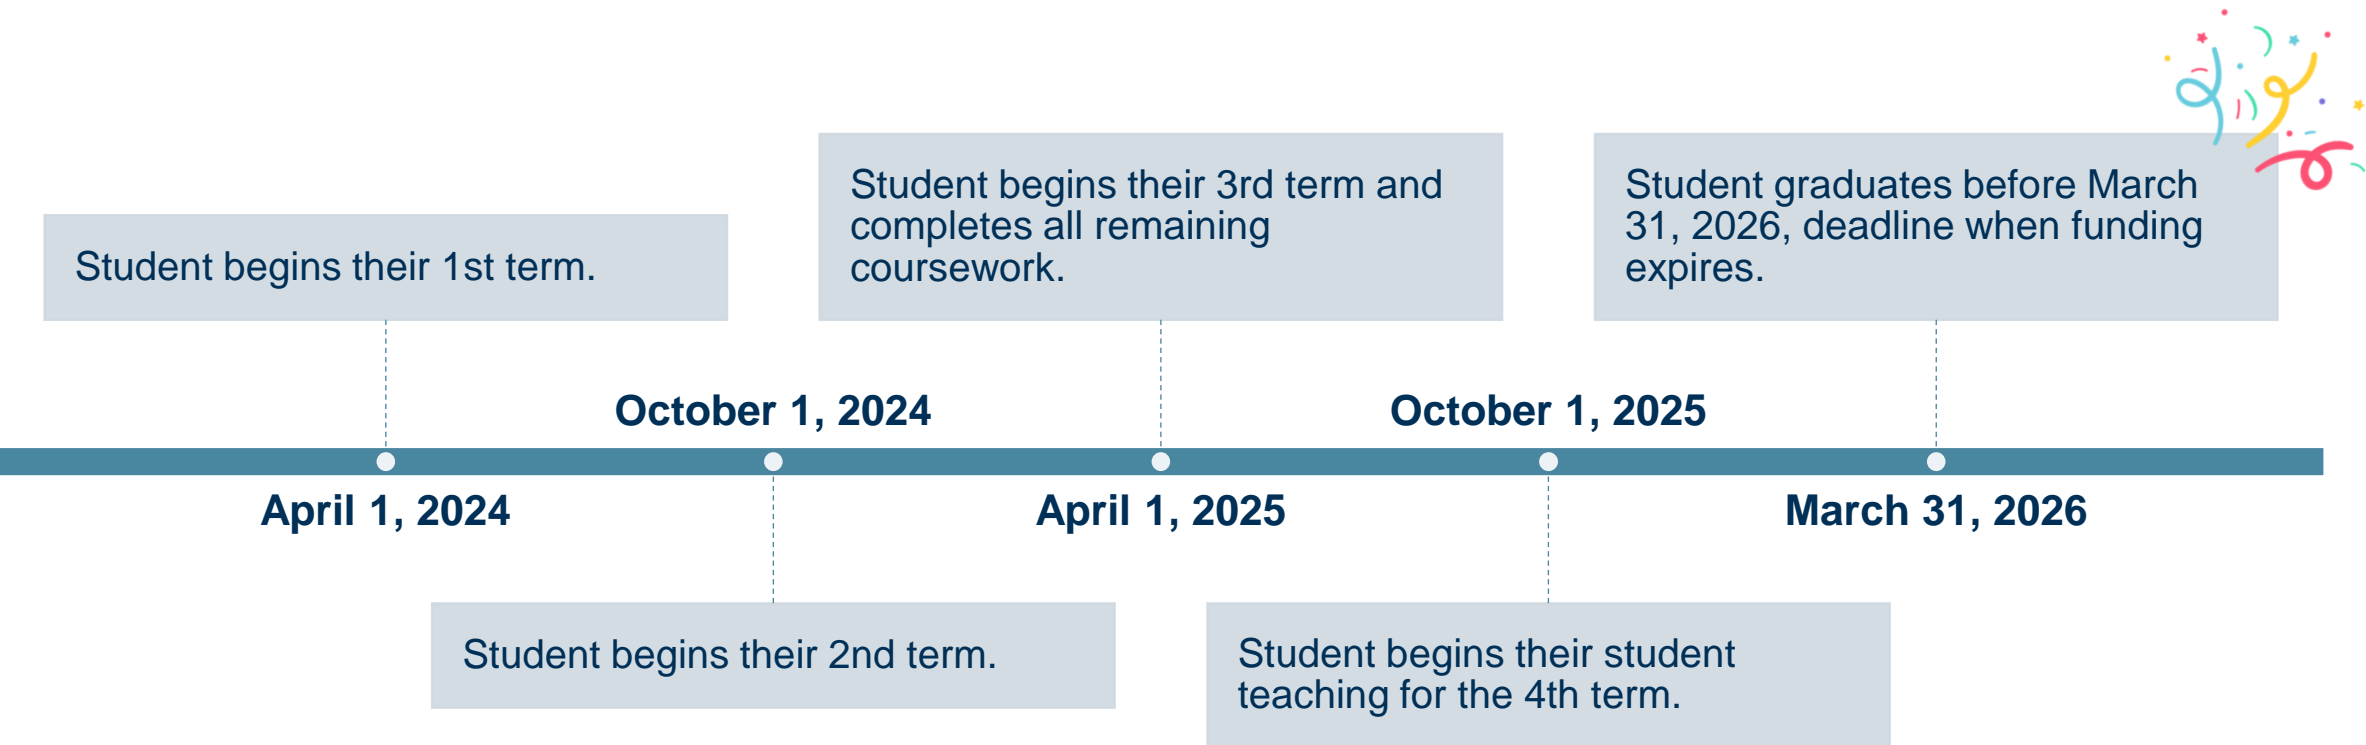 Student begins their 1st term.
April 1, 2024
October 1, 2024
Student begins their 2nd term.
Student begins their 3rd term and
completes all remaining
coursework.
April 1, 2025
October 1, 2025
Student begins their student
teaching for the 4th term.
Student graduates before March
31, 2026, deadline when funding
expires.
March 31, 2026